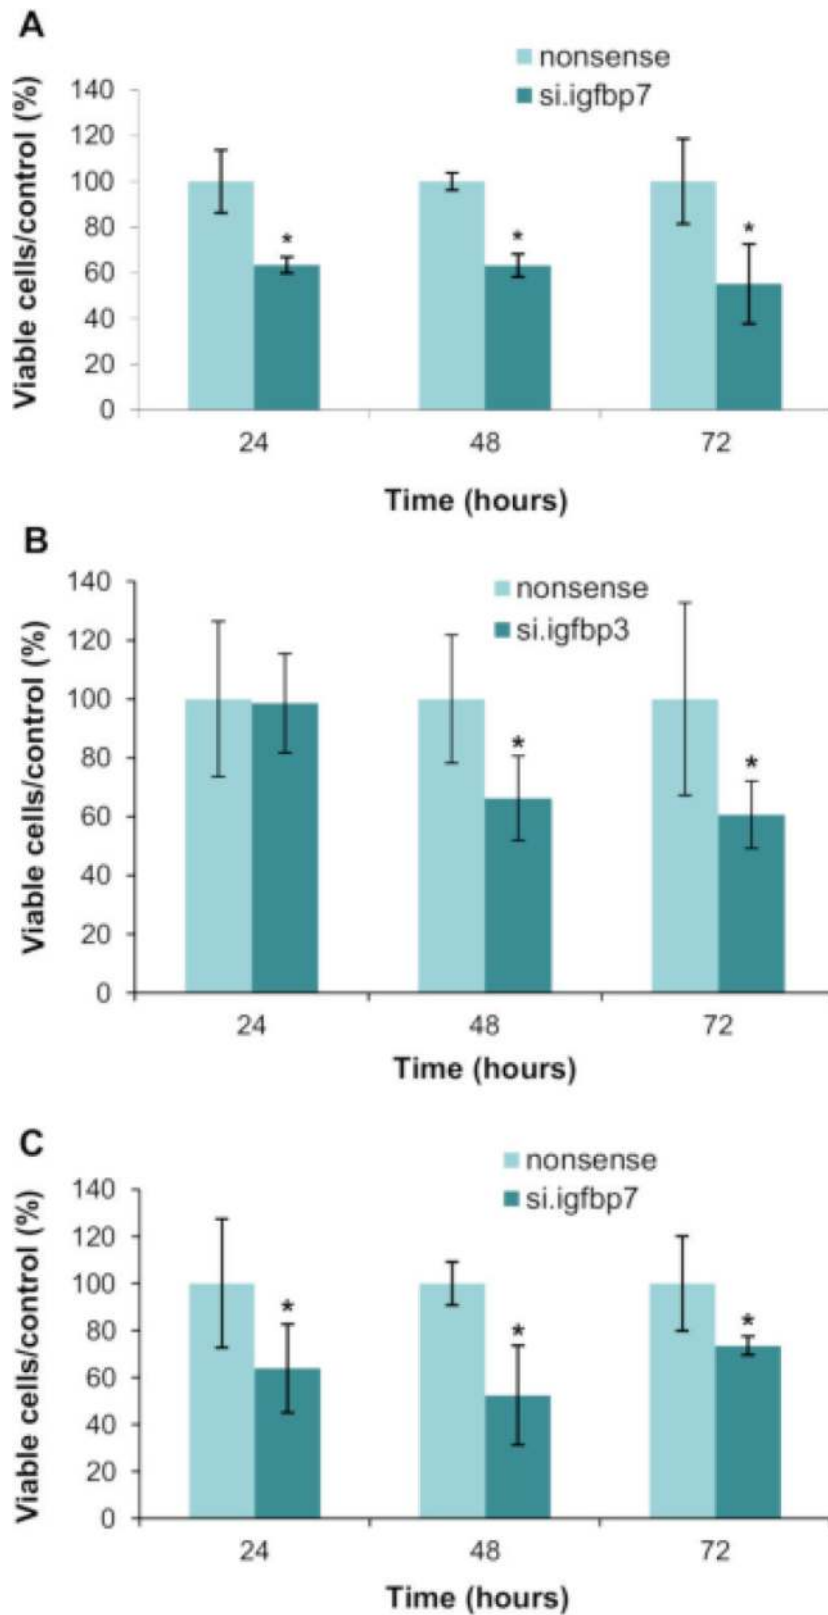 A
nonsense
si.igfbp7
Viable cells/control (%)
140
120
100
80
60
40
20
0
* * *
24 48 72
Time (hours)
B
nonsense
si.igfbp3
Viable cells/control (%)
140
120
100
80
60
40
20
0
* *
24 48 72
Time (hours)
C
nonsense
si.igfbp7
Viable cells/control (%)
140
120
100
80
60
40
20
0
* * *
24 48 72
Time (hours)